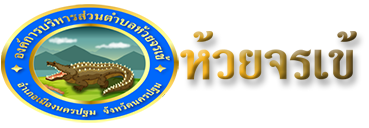 องค์การบริหารส่วนตำบลห้วยจรเข้
อำเภอเมืองนครปฐม จังหวัดนครปฐม
ห้วยจรเข้